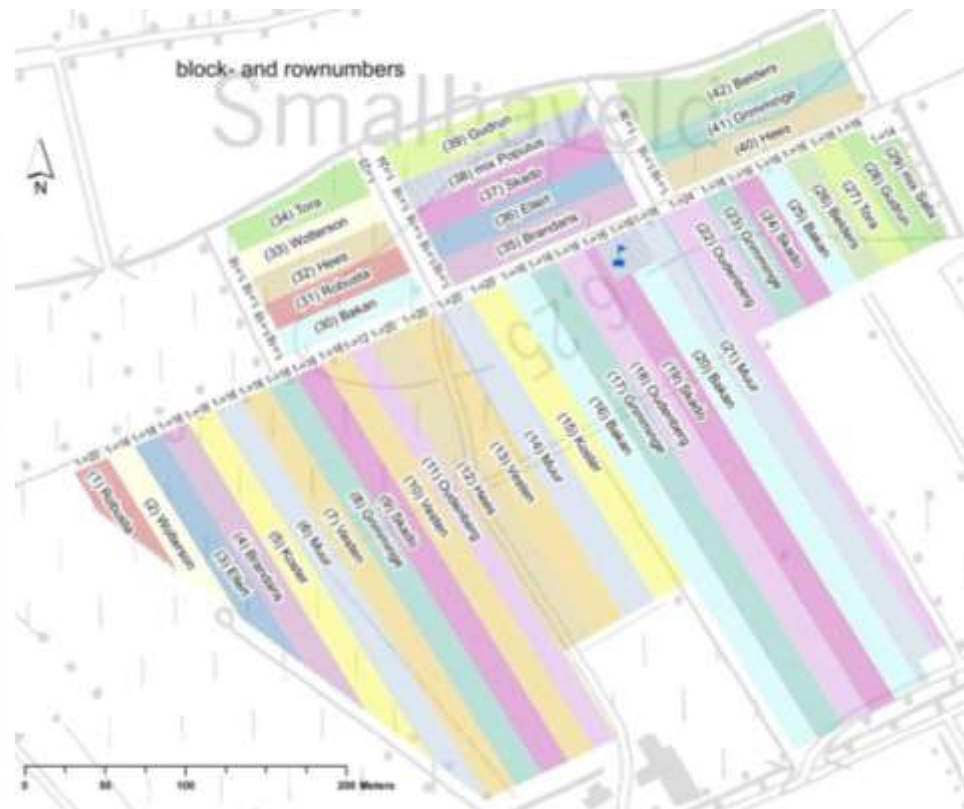 block- and rownumbers
Smalhaveld
N
(42) Belders
(41) Grimminge
(40) Hees
(39) Gudrun
(38) mix Populus
(37) Skado
(36) Ellert
(35) Brandaris
(34) Tora
(33) Wolterson
(32) Hees
(31) Robusta
(30) Bakan
(29) mix Salix
(28) Gudrun
(27) Tora
(26) Bekders
(25) Bakan
(24) Skado
(23) Grimminge
(22) Oudenberg
(21) Muur
(20) Bakan
(19) Skado
(18) Oudenberg
(17) Grimminge
(16) Bakan
(15) Koster
(14) Muur
(13) Vesten
(12) Hees
(11) Oudenberg
(10) Vesten
(9) Skado
(8) Grimminge
(7) Vesten
(6) Muur
(5) Koster
(4) Brandaris
(3) Ellert
(2) Wolterson
(1) Robusta
0 50 100 200 Meters